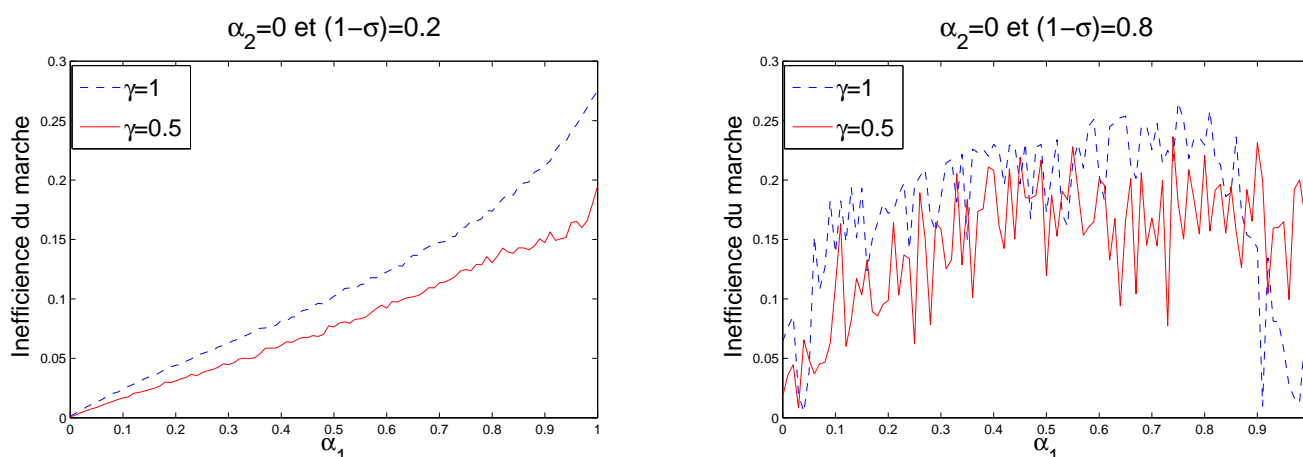 α2=0 et (1−σ)=0.2
Inefficience du marche
γ=1
γ=0.5
0.3
0.25
0.2
0.15
0.1
0.05
0
0 0.1 0.2 0.3 0.4 0.5 0.6 0.7 0.8 0.9 1
α1
α2=0 et (1−σ)=0.8
Inefficience du marche
γ=1
γ=0.5
0.3
0.25
0.2
0.15
0.1
0.05
0
0 0.1 0.2 0.3 0.4 0.5 0.6 0.7 0.8 0.9
α1